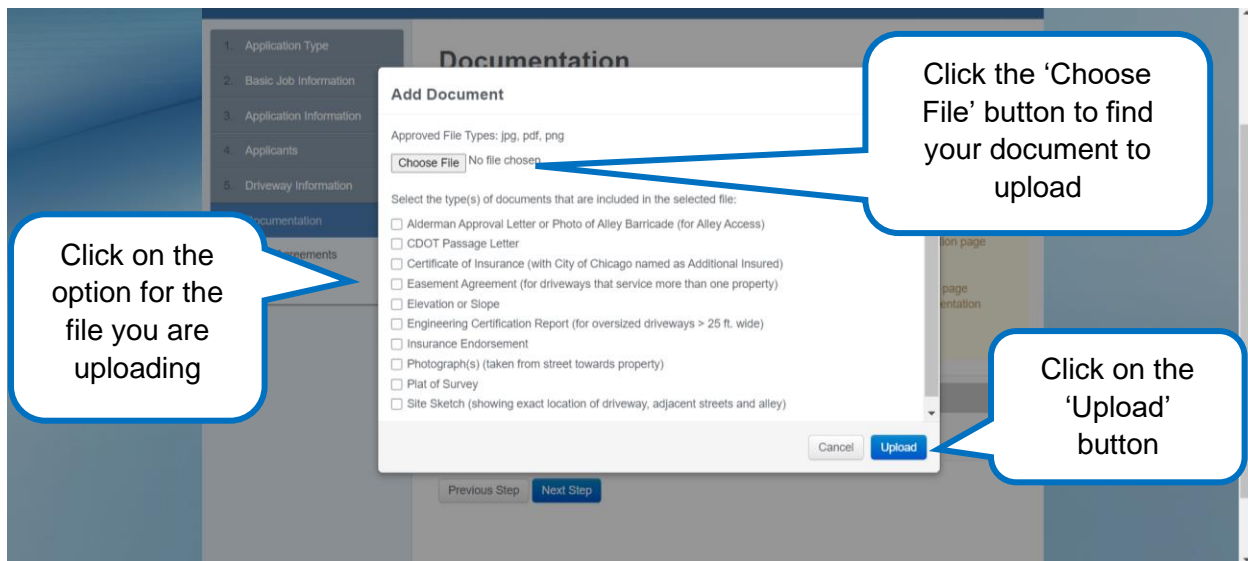 1. Application Type
2. Basic Job Information
3. Application Information
4. Applicants
5. Driveway Information
Documentation
Agreements
Documentation
Add Document
Approved File Types: jpg, pdf, png
Choose File No file chosen
Select the type(s) of documents that are included in the selected file:
Alderman Approval Letter or Photo of Alley Barricade (for Alley Access)
CDOT Passage Letter
Certificate of Insurance (with City of Chicago named as Additional Insured)
Easement Agreement (for driveways that service more than one property)
Elevation or Slope
Engineering Certification Report (for oversized driveways > 25 ft. wide)
Insurance Endorsement
Photograph(s) (taken from street towards property)
Plat of Survey
Site Sketch (showing exact location of driveway, adjacent streets and alley)
Cancel Upload
page
page
Previous Step Next Step
Click the ‘Choose
File’ button to find
your document to
upload
Click on the
option for the
file you are
uploading
Click on the
‘Upload’
button